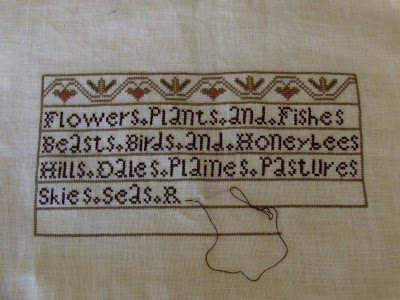 Flowers.Plants.and.Fishes
Beasts.Birds.and.Honeybees
Hills.Dales.Plaines.Pastures
Skies.Seas.R